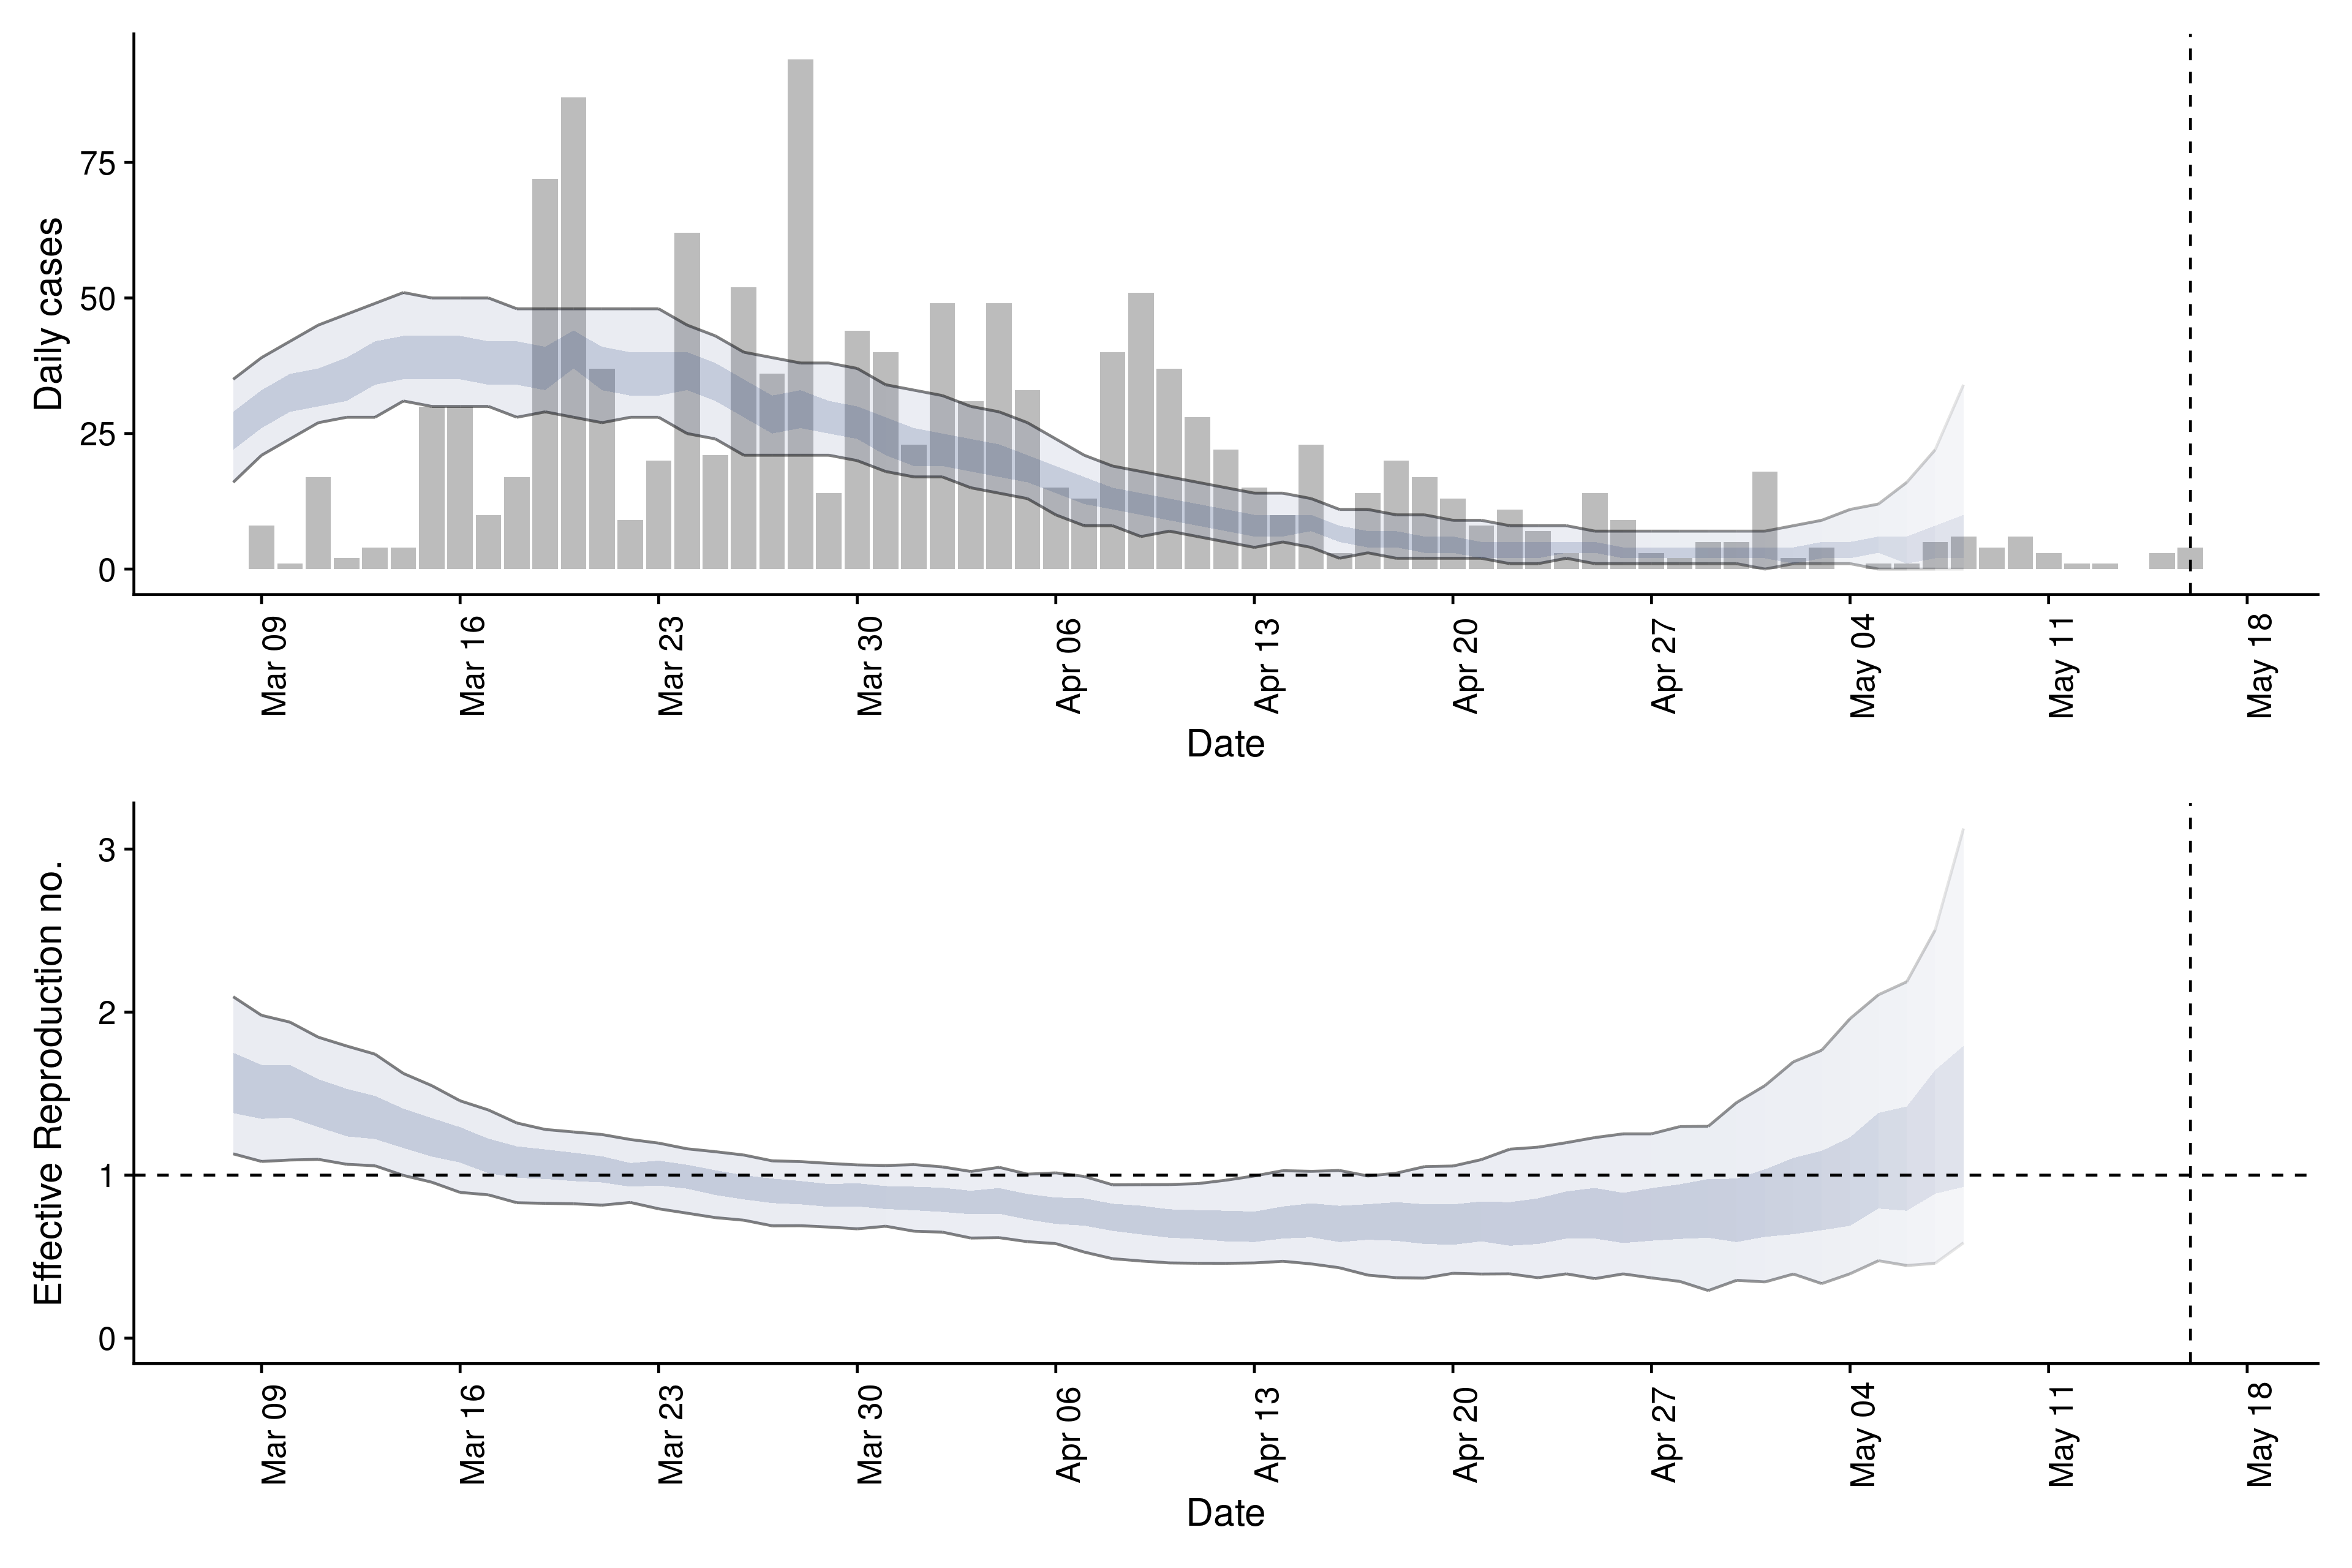 Daily cases
75
50
25
0
Mar 09
Mar 16
Mar 23
Mar 30
Apr 06
Apr 13
Apr 20
Apr 27
May 04
May 11
May 18
Date
Effective Reproduction no.
3
2
1
0
Mar 09
Mar 16
Mar 23
Mar 30
Apr 06
Apr 13
Apr 20
Apr 27
May 04
May 11
May 18
Date